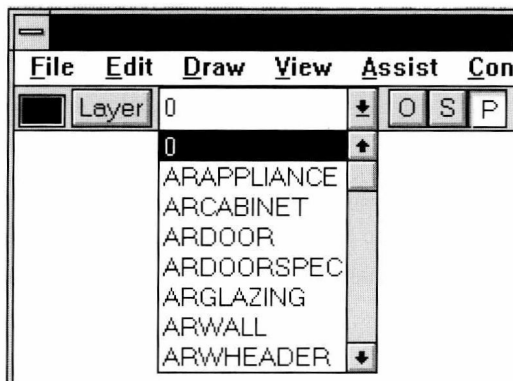 File Edit Draw View Assist Con
Layer 0 O S P
0
ARAPPLIANCE
ARCABINET
ARDOOR
ARDOORSPEC
ARGLAZING
ARWALL
ARWHEADER